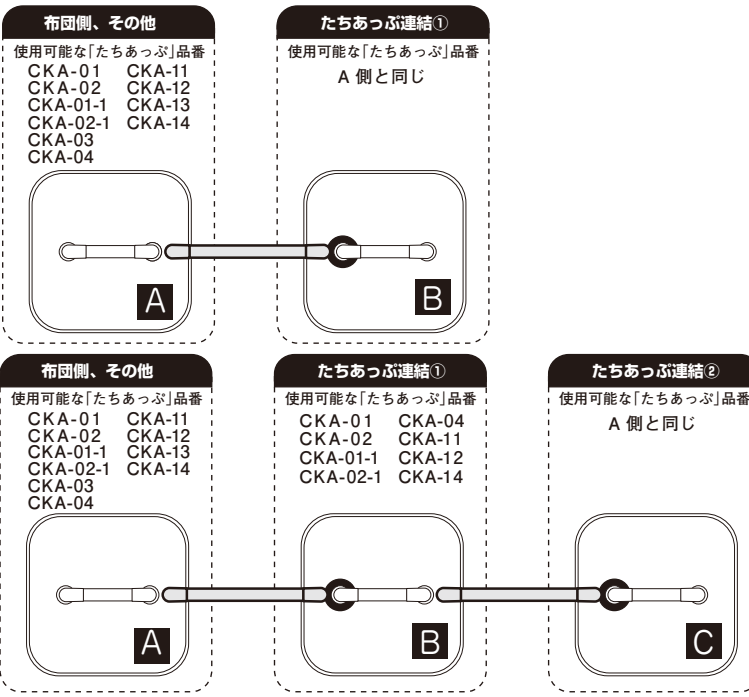 布団側、その他
使用可能な「たちあっぷ」品番
CKA-01 CKA-11
CKA-02 CKA-12
CKA-01-1 CKA-13
CKA-02-1 CKA-14
CKA-03
CKA-04
A
たちあっぷ連結①
使用可能な「たちあっぷ」品番
A 側と同じ
B
布団側、その他
使用可能な「たちあっぷ」品番
CKA-01 CKA-11
CKA-02 CKA-12
CKA-01-1 CKA-13
CKA-02-1 CKA-14
CKA-03
CKA-04
A
たちあっぷ連結①
使用可能な「たちあっぷ」品番
CKA-01 CKA-04
CKA-02 CKA-11
CKA-01-1 CKA-12
CKA-02-1 CKA-14
B
たちあっぷ連結②
使用可能な「たちあっぷ」品番
A 側と同じ
C